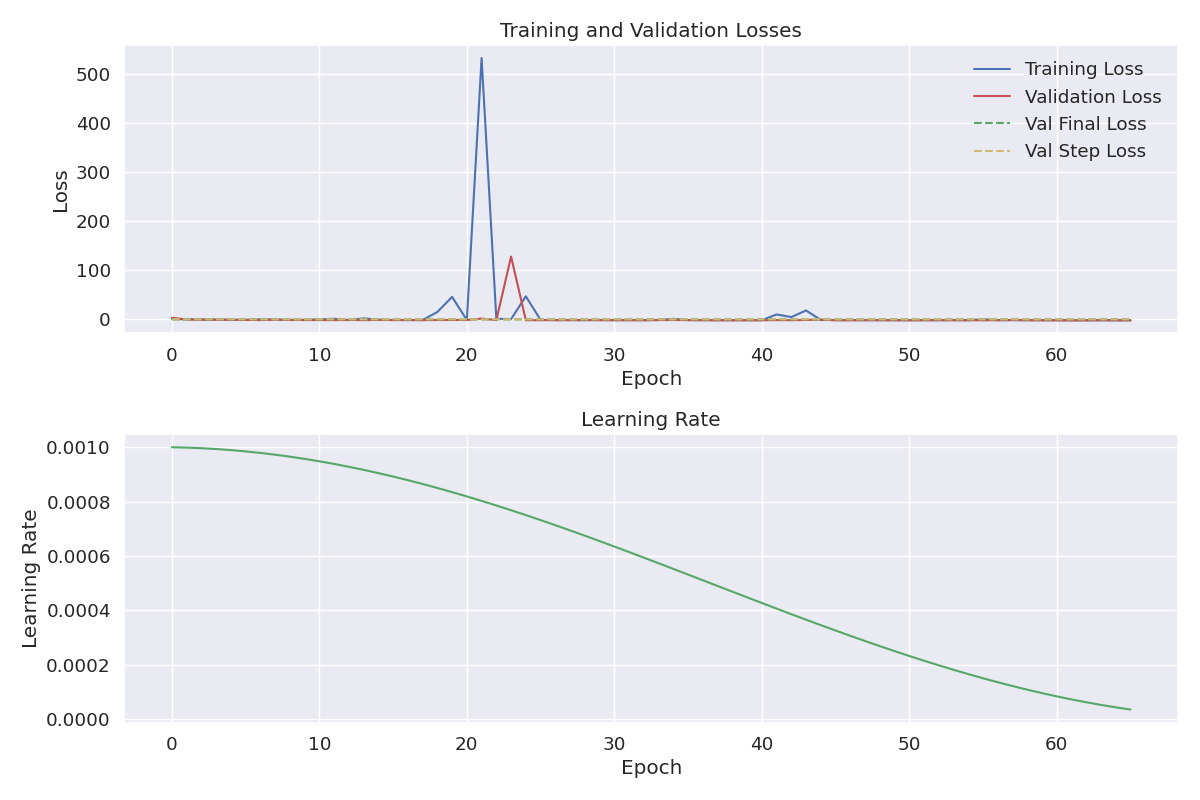 Training and Validation Losses
Loss
500
400
300
200
100
0
Training Loss
Validation Loss
Val Final Loss
Val Step Loss
0 10 20 30 40 50 60
Epoch
Learning Rate
Learning Rate
0.0010
0.0008
0.0006
0.0004
0.0002
0.0000
0 10 20 30 40 50 60
Epoch